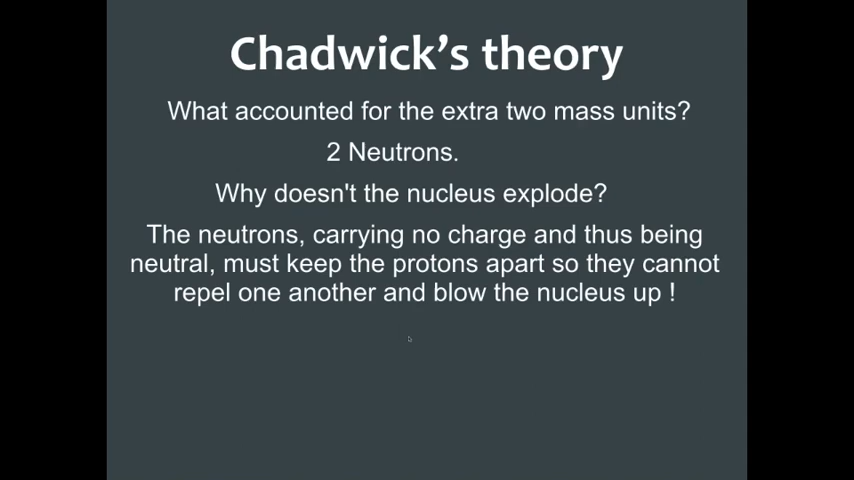 Chadwick’s theory
What accounted for the extra two mass units?
2 Neutrons.
Why doesn't the nucleus explode?
The neutrons, carrying no charge and thus being
neutral, must keep the protons apart so they cannot
repel one another and blow the nucleus up !